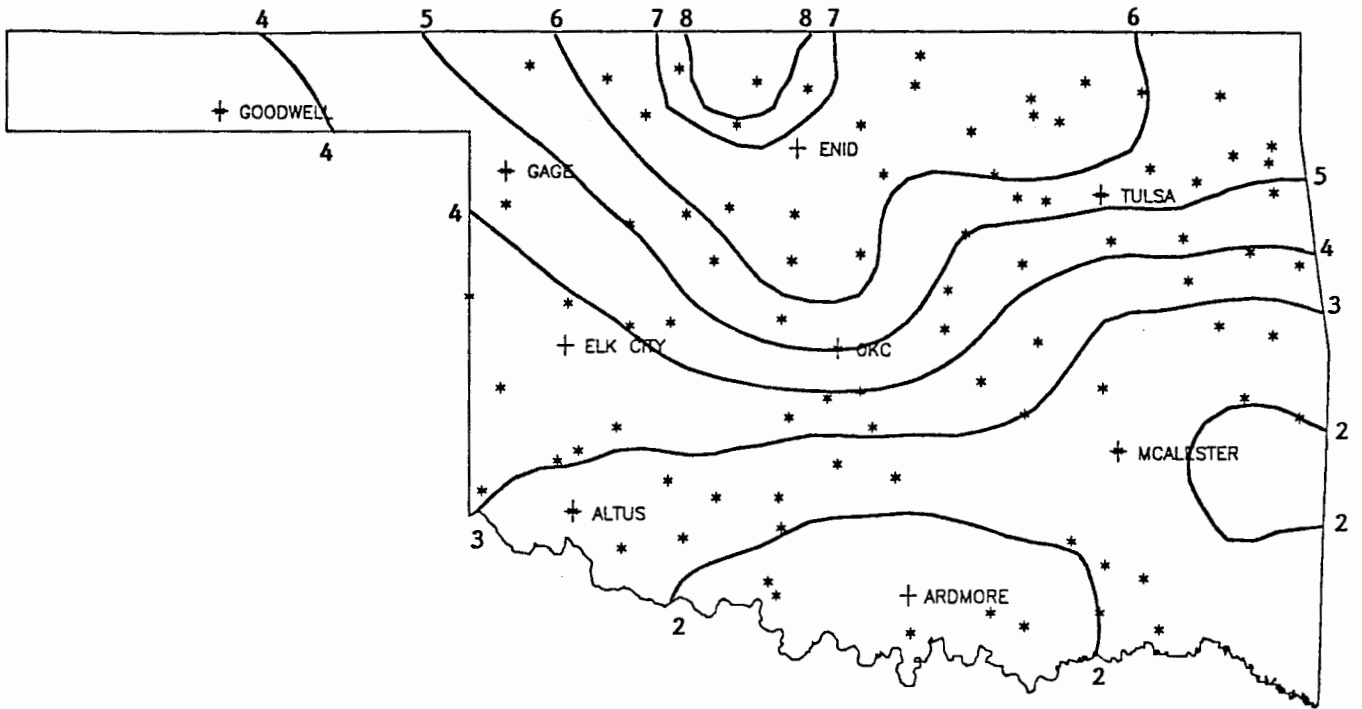 4 5 6 7 8 8 7 6
GOODWELL
4
ENID
GAGE
5
TULSA
4
4
3
ELK CITY
OKC
2
MCALESTER
ALTUS
2
3
ARDMORE
2
2